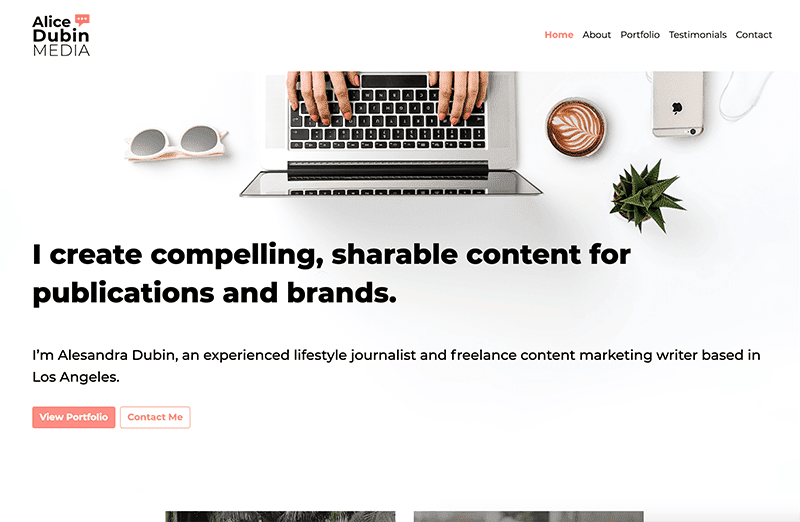 Alice
Dubin
MEDIA
Home About Portfolio Testimonials Contact
I create compelling, sharable content for
publications and brands.
I'm Alesandra Dubin, an experienced lifestyle journalist and freelance content marketing writer based in
Los Angeles.
View Portfolio Contact Me